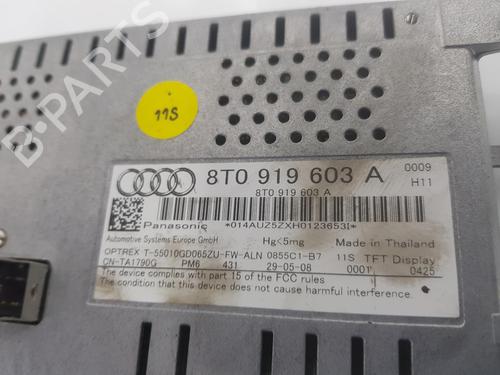 11S
8T0 919 603 A
0009
H11
8T0 919 603 A
Panasonic
*014AUZ5ZXH0123653I*
Automotive Systems Europe GmbH
Hg<5mg
Made in Thailand
OPTREX T-55010GD065ZU-FW-ALN 0855C1-B7 11S TFT Display
CN-TA1790G PM6 431 29-05-08 0001 0425
The device complies with part 15 of the FCC rules
The condition that the device does not cause harmful interference.
B-PARTS